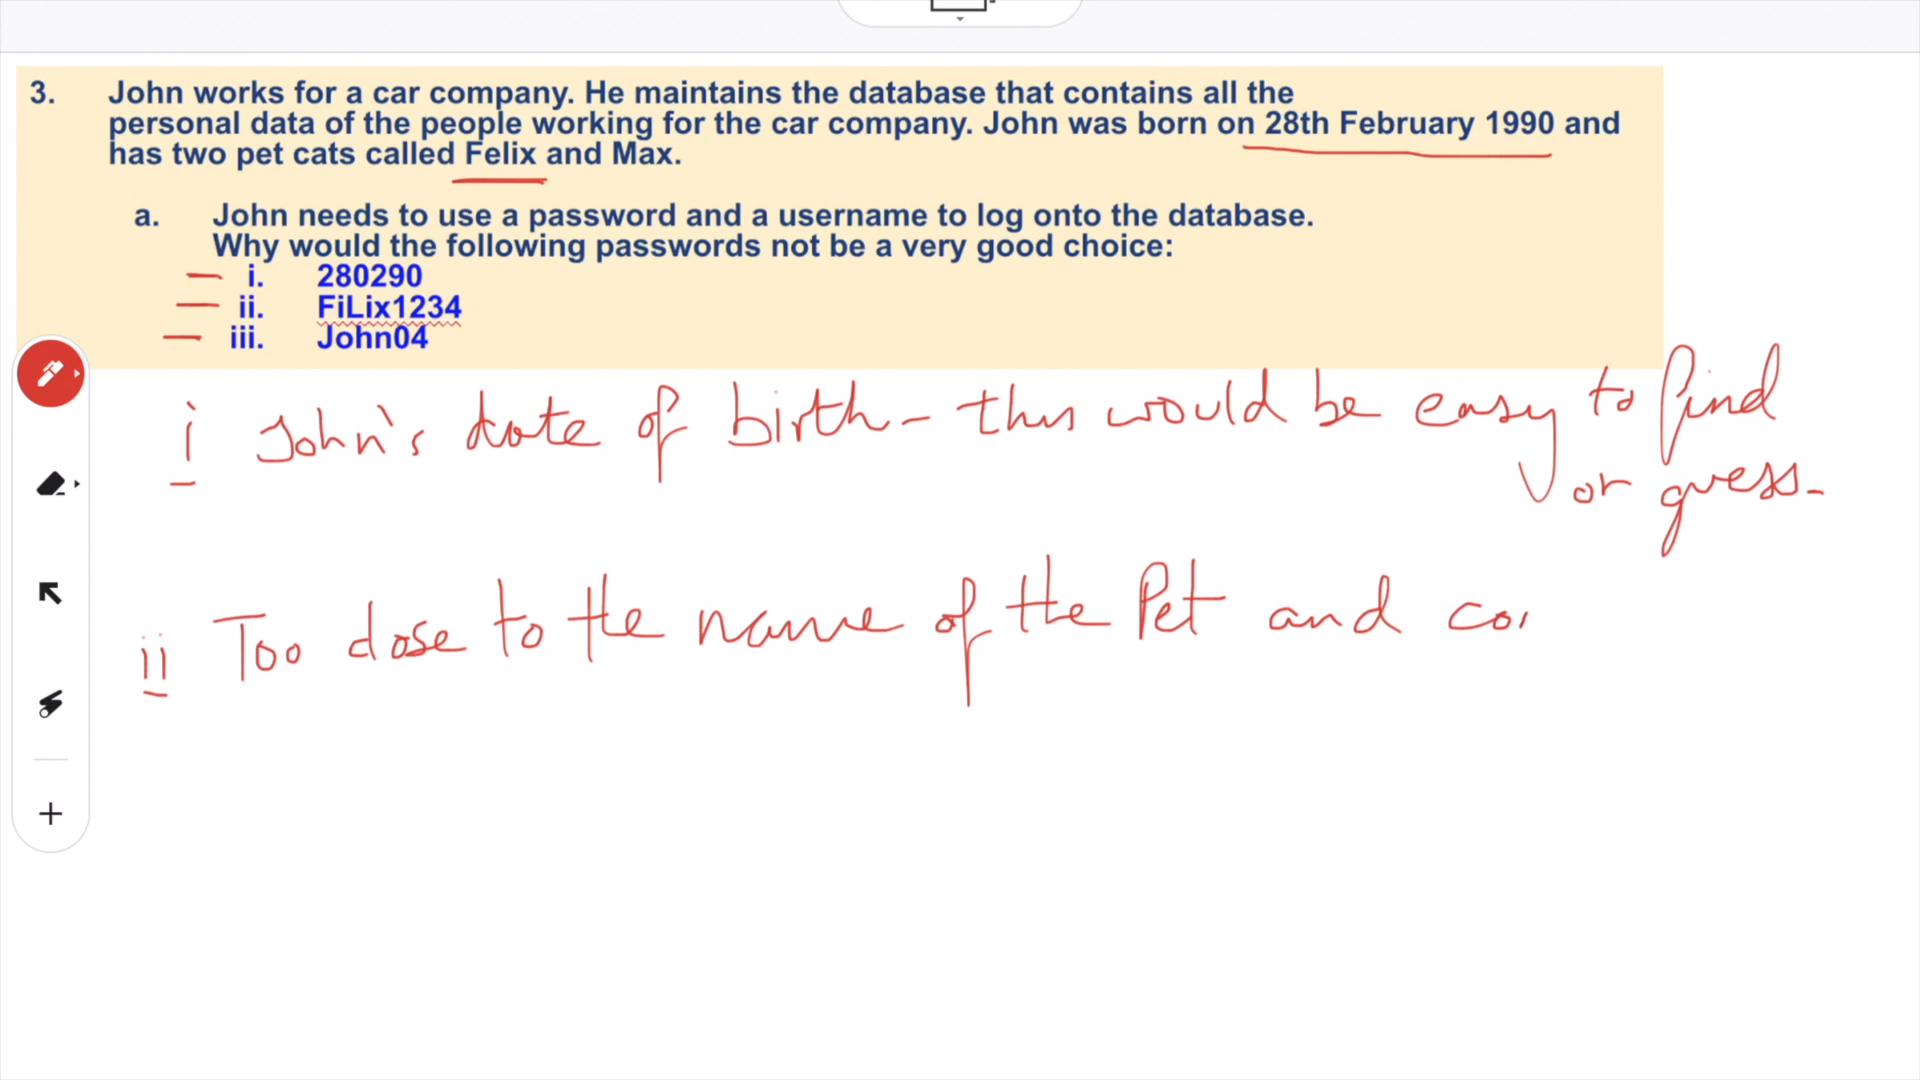 3. John works for a car company. He maintains the database that contains all the
personal data of the people working for the car company. John was born on 28th February 1990 and
has two pet cats called Felix and Max.
a. John needs to use a password and a username to log onto the database.
Why would the following passwords not be a very good choice:
i. 280290
ii. FiLix1234
iii. John04
i John's date of birth - this would be easy to find
or guess.
ii Too close to the name of the Pet and